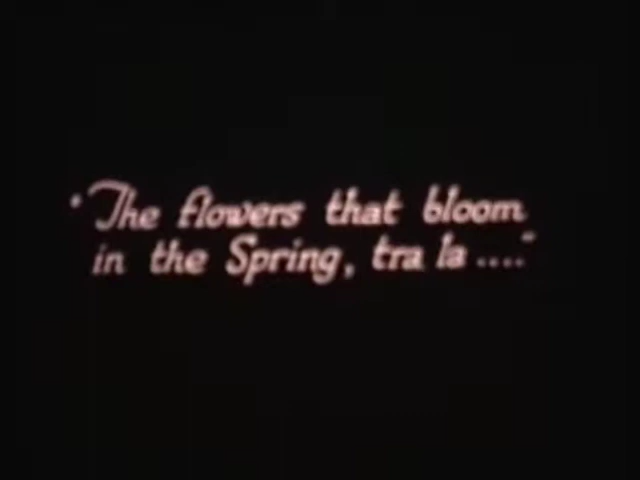 "The flowers that bloom
in the Spring, tra la...."